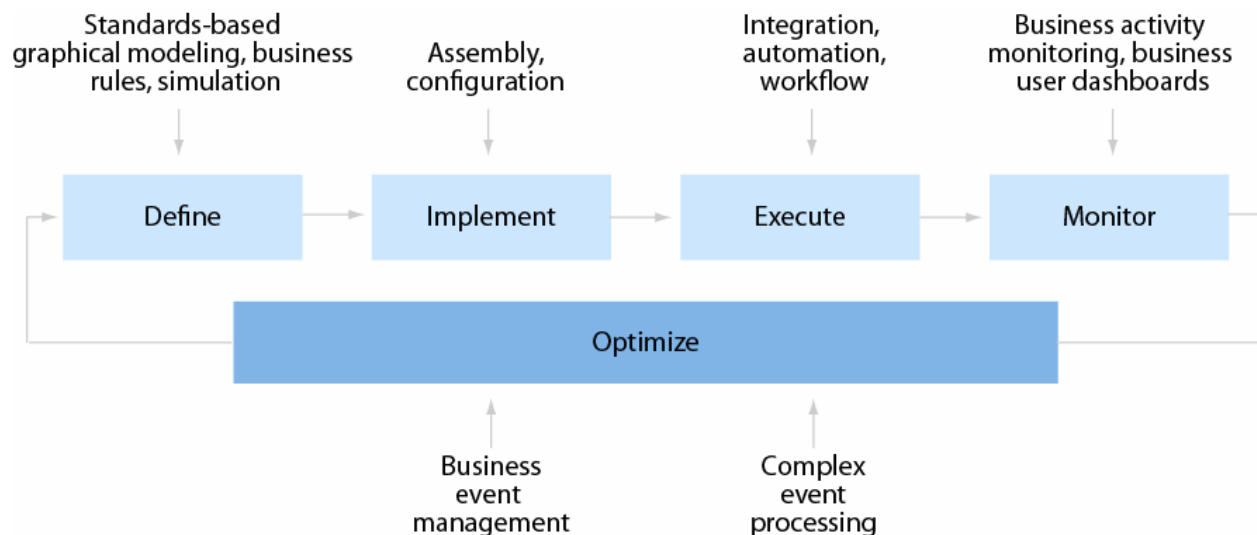 Standards-based
graphical modeling, business
rules, simulation
Assembly,
configuration
Integration,
automation,
workflow
Business activity
monitoring, business
user dashboards
Define
Implement
Execute
Monitor
Optimize
Business
event
management
Complex
event
processing